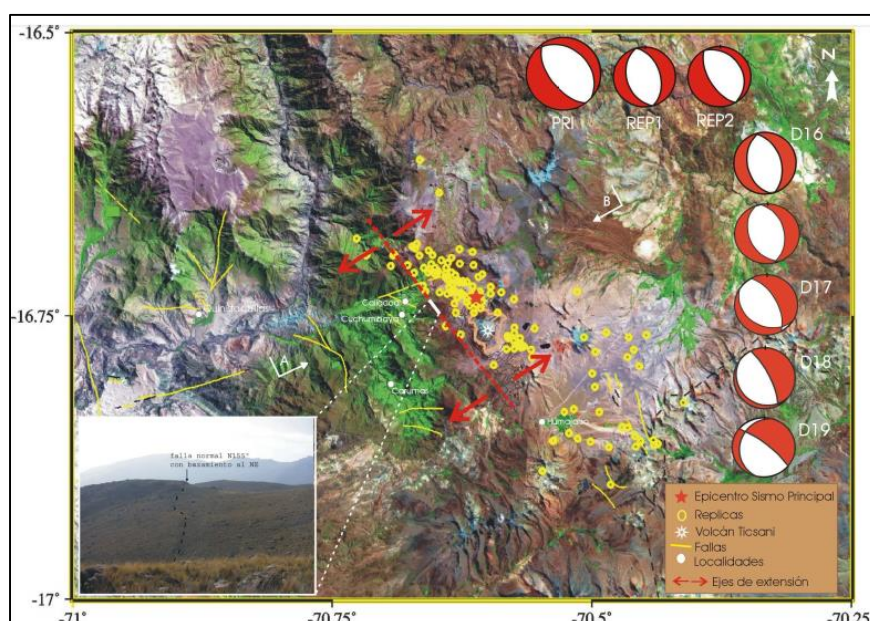 -16.5°
N
PRI
REP1
REP2
D16
B
D17
-16.75°
Calacoa
Cuchumbaya
A
Carumas
D18
D19
falla normal N155°
con bazamiento al NE
Epicentro Sismo Principal
Replicas
Volcán Ticsani
Fallas
Localidades
Ejes de extensión
-17°
-71°
-70.75°
-70.5°
-70.25°